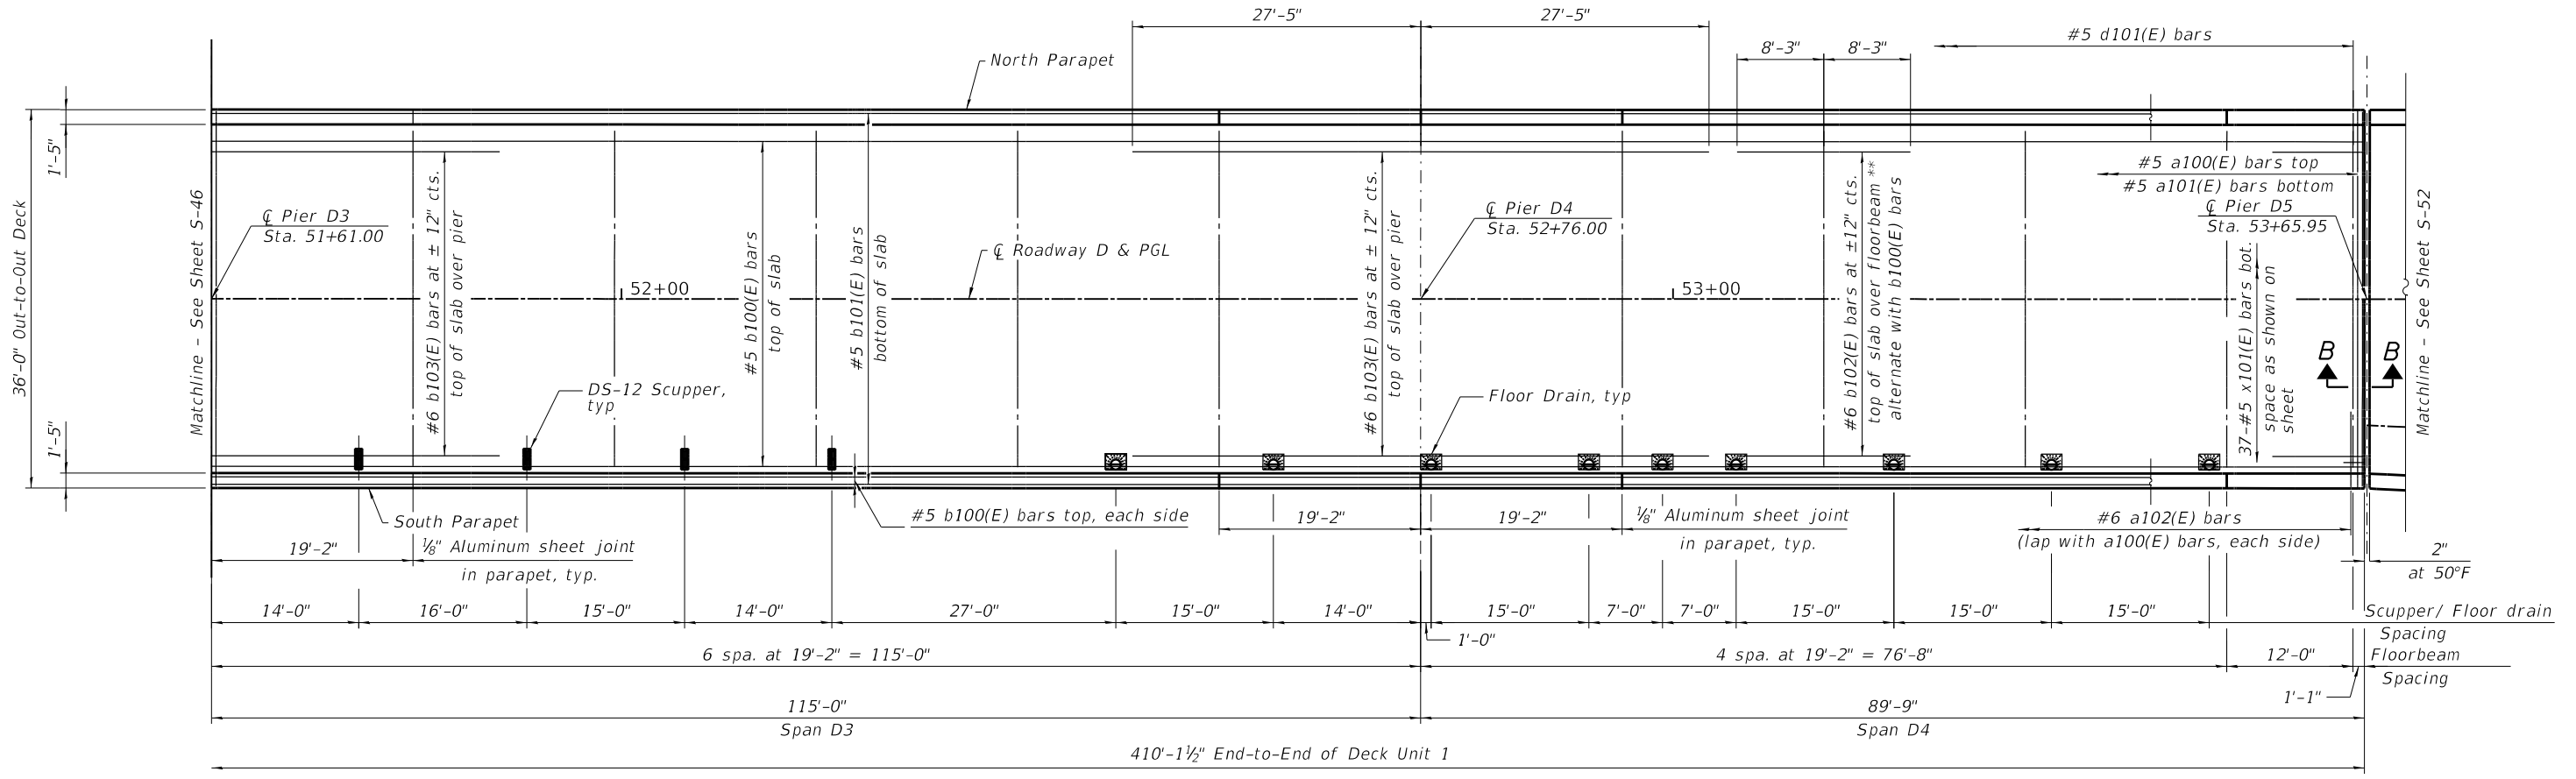 27'-5"
27'-5"
#5 d101(E) bars
8'-3"
8'-3"
North Parapet
1'-5"
36'-0" Out-to-Out Deck
1'-5"
Matchline - See Sheet S-46
℄ Pier D3
Sta. 51+61.00
#6 b103(E) bars at ± 12" cts.
top of slab over pier
52+00
#5 b100(E) bars
top of slab
#5 b101(E) bars
bottom of slab
℄ Roadway D & PGL
#6 b103(E) bars at ± 12" cts.
top of slab over pier
℄ Pier D4
Sta. 52+76.00
53+00
#6 b102(E) bars at ±12" cts.
top of slab over floorbeam **
alternate with b100(E) bars
#5 a100(E) bars top
#5 a101(E) bars bottom
℄ Pier D5
Sta. 53+65.95
37-#5 x101(E) bars bot.
space as shown on
sheet
B
B
Matchline - See Sheet S-52
DS-12 Scupper,
typ
Floor Drain, typ
South Parapet
#5 b100(E) bars top, each side
19'-2"
19'-2"
⅛" Aluminum sheet joint
in parapet, typ.
#6 a102(E) bars
(lap with a100(E) bars, each side)
19'-2"
⅛" Aluminum sheet joint
in parapet, typ.
2"
at 50°F
14'-0"
16'-0"
15'-0"
14'-0"
27'-0"
15'-0"
14'-0"
1'-0"
15'-0"
7'-0"
7'-0"
15'-0"
15'-0"
15'-0"
Scupper/ Floor drain
Spacing
6 spa. at 19'-2" = 115'-0"
4 spa. at 19'-2" = 76'-8"
12'-0"
1'-1"
Floorbeam
Spacing
115'-0"
Span D3
89'-9"
Span D4
410'-1½" End-to-End of Deck Unit 1